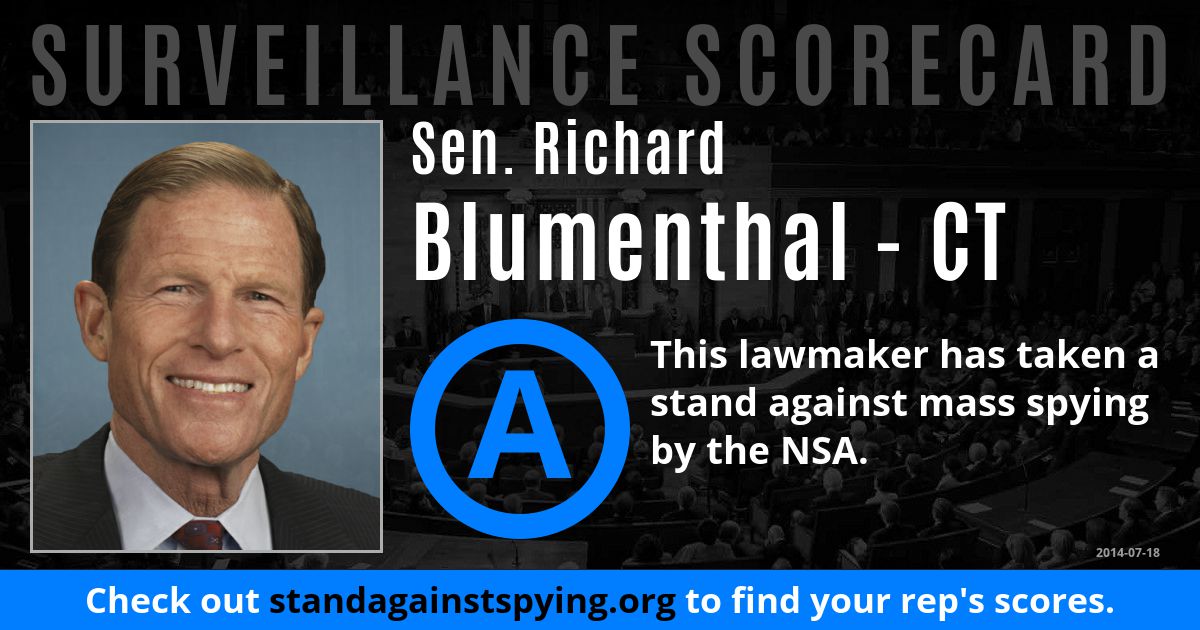 SURVEILLANCE SCORECARD
Sen. Richard
Blumenthal - CT
A
This lawmaker has taken a
stand against mass spying
by the NSA.
2014-07-18
Check out standagainstspying.org to find your rep's scores.